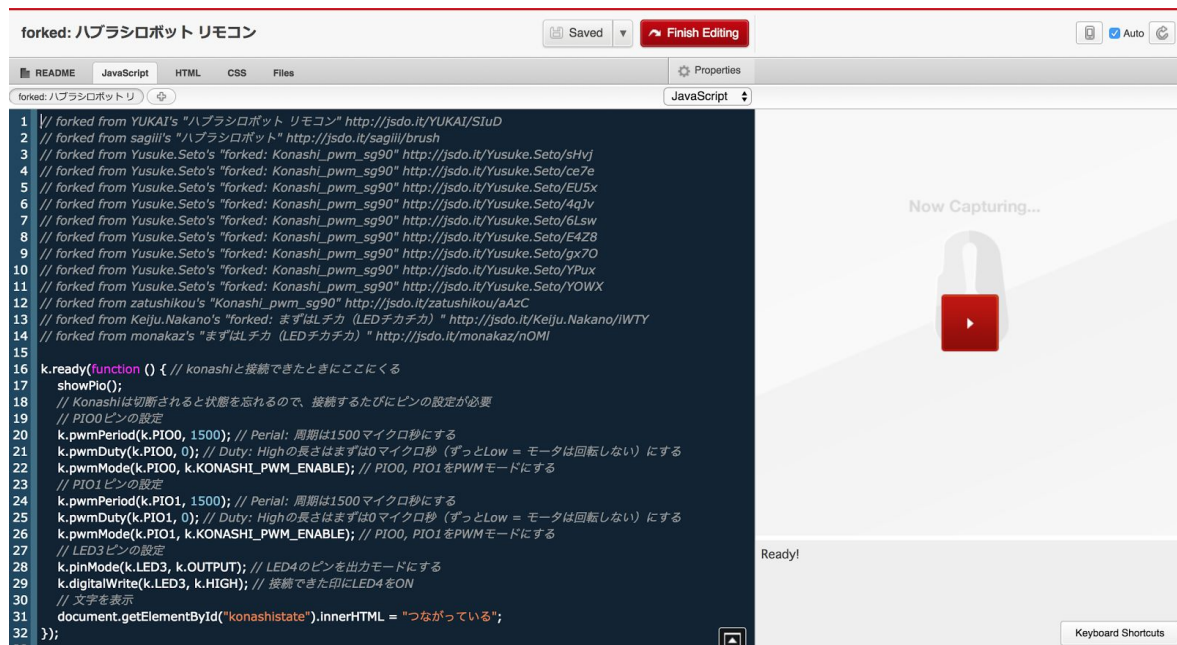 forked: ハブラシロボット リモコン
Saved
Finish Editing
Auto
README
JavaScript
HTML
CSS
Files
Properties
forked: ハブラシロボット リ
JavaScript
1 // forked from YUKAI's "ハブラシロボット リモコン" http://jsdo.it/YUKAI/SIuD
2 // forked from sagiii's "ハブラシロボット" http://jsdo.it/sagiii/brush
3 // forked from Yusuke.Seto's "forked: Konashi_pwm_sg90" http://jsdo.it/Yusuke.Seto/sHvj
4 // forked from Yusuke.Seto's "forked: Konashi_pwm_sg90" http://jsdo.it/Yusuke.Seto/ce7e
5 // forked from Yusuke.Seto's "forked: Konashi_pwm_sg90" http://jsdo.it/Yusuke.Seto/EU5x
6 // forked from Yusuke.Seto's "forked: Konashi_pwm_sg90" http://jsdo.it/Yusuke.Seto/4qJv
7 // forked from Yusuke.Seto's "forked: Konashi_pwm_sg90" http://jsdo.it/Yusuke.Seto/6Lsw
8 // forked from Yusuke.Seto's "forked: Konashi_pwm_sg90" http://jsdo.it/Yusuke.Seto/E4Z8
9 // forked from Yusuke.Seto's "forked: Konashi_pwm_sg90" http://jsdo.it/Yusuke.Seto/gx7O
10 // forked from Yusuke.Seto's "forked: Konashi_pwm_sg90" http://jsdo.it/Yusuke.Seto/YPux
11 // forked from Yusuke.Seto's "forked: Konashi_pwm_sg90" http://jsdo.it/Yusuke.Seto/YOWX
12 // forked from zatushikou's "Konashi_pwm_sg90" http://jsdo.it/zatushikou/aAzC
13 // forked from Keiju.Nakano's "forked: まずはLチカ（LEDチカチカ）" http://jsdo.it/Keiju.Nakano/iWTY
14 // forked from monakaz's "まずはLチカ（LEDチカチカ）" http://jsdo.it/monakaz/nOMl
15
16 k.ready(function () { // konashiと接続できたときにここにくる
17 showPio();
18 // Konashiは切断されると状態を忘れるので、接続するたびにピンの設定が必要
19 // PIO0ピンの設定
20 k.pwmPeriod(k.PIO0, 1500); // Perial: 周期は1500マイクロ秒にする
21 k.pwmDuty(k.PIO0, 0); // Duty: Highの長さはまずは0マイクロ秒（ずっとLow = モータは回転しない）にする
22 k.pwmMode(k.PIO0, k.KONASHI_PWM_ENABLE); // PIO0, PIO1をPWMモードにする
23 // PIO1ピンの設定
24 k.pwmPeriod(k.PIO1, 1500); // Perial: 周期は1500マイクロ秒にする
25 k.pwmDuty(k.PIO1, 0); // Duty: Highの長さはまずは0マイクロ秒（ずっとLow = モータは回転しない）にする
26 k.pwmMode(k.PIO1, k.KONASHI_PWM_ENABLE); // PIO0, PIO1をPWMモードにする
27 // LED3ピンの設定
28 k.pinMode(k.LED3, k.OUTPUT); // LED4のピンを出力モードにする
29 k.digitalWrite(k.LED3, k.HIGH); // 接続できた印にLED4をON
30 // 文字を表示
31 document.getElementById("konashistate").innerHTML = "つながっている";
32 });
Now Capturing...
Ready!
Keyboard Shortcuts